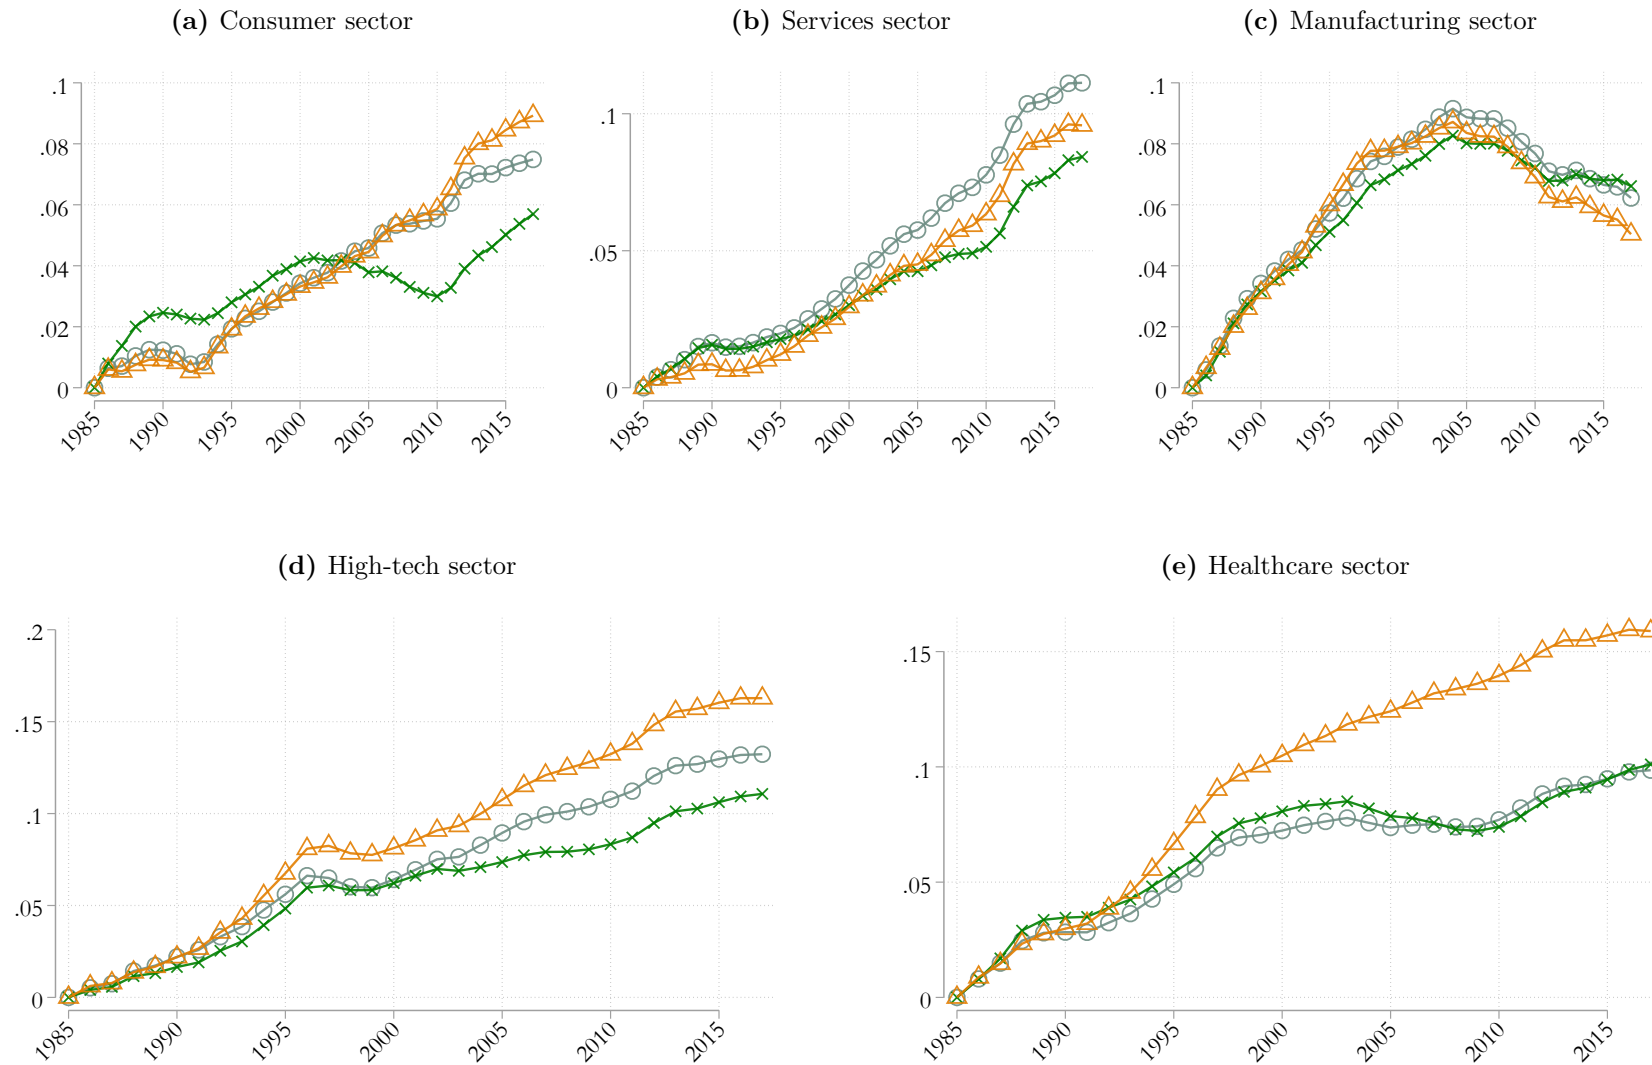 (a) Consumer sector
(b) Services sector
(c) Manufacturing sector
.1
.08
.06
.04
.02
0
1985 1990 1995 2000 2005 2010 2015
.1
.05
0
1985 1990 1995 2000 2005 2010 2015
.1
.08
.06
.04
.02
0
1985 1990 1995 2000 2005 2010 2015
(d) High-tech sector
(e) Healthcare sector
.2
.15
.1
.05
0
1985 1990 1995 2000 2005 2010 2015
.15
.1
.05
0
1985 1990 1995 2000 2005 2010 2015